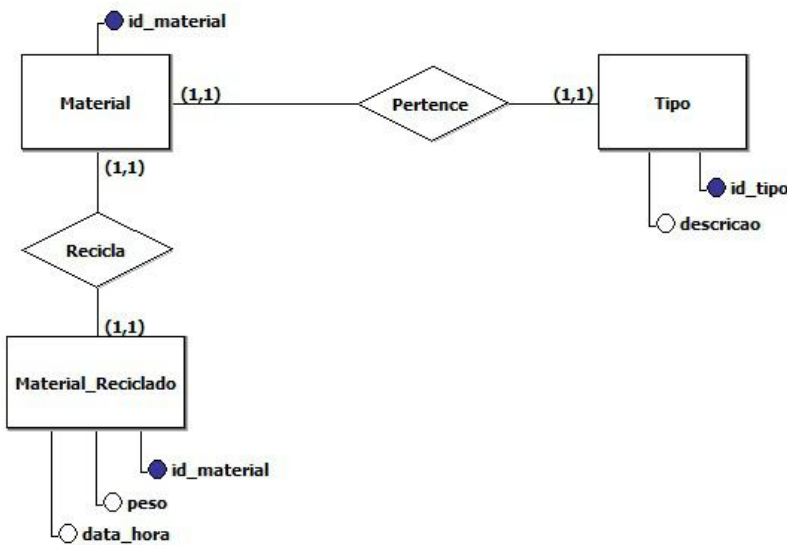 id_material
Material
(1,1)
Pertence
(1,1)
Tipo
(1,1)
id_tipo
descricao
Recicla
(1,1)
Material_Reciclado
id_material
peso
data_hora